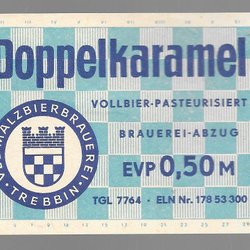 Doppelkaramel
VOLLBIER-PASTEURISIERT
BRAUEREI-ABZUG
EVP 0,50 M
TGL 7764 · ELN Nr. 178 53 300
MALZBIERBRAUEREI
· TREBBIN ·